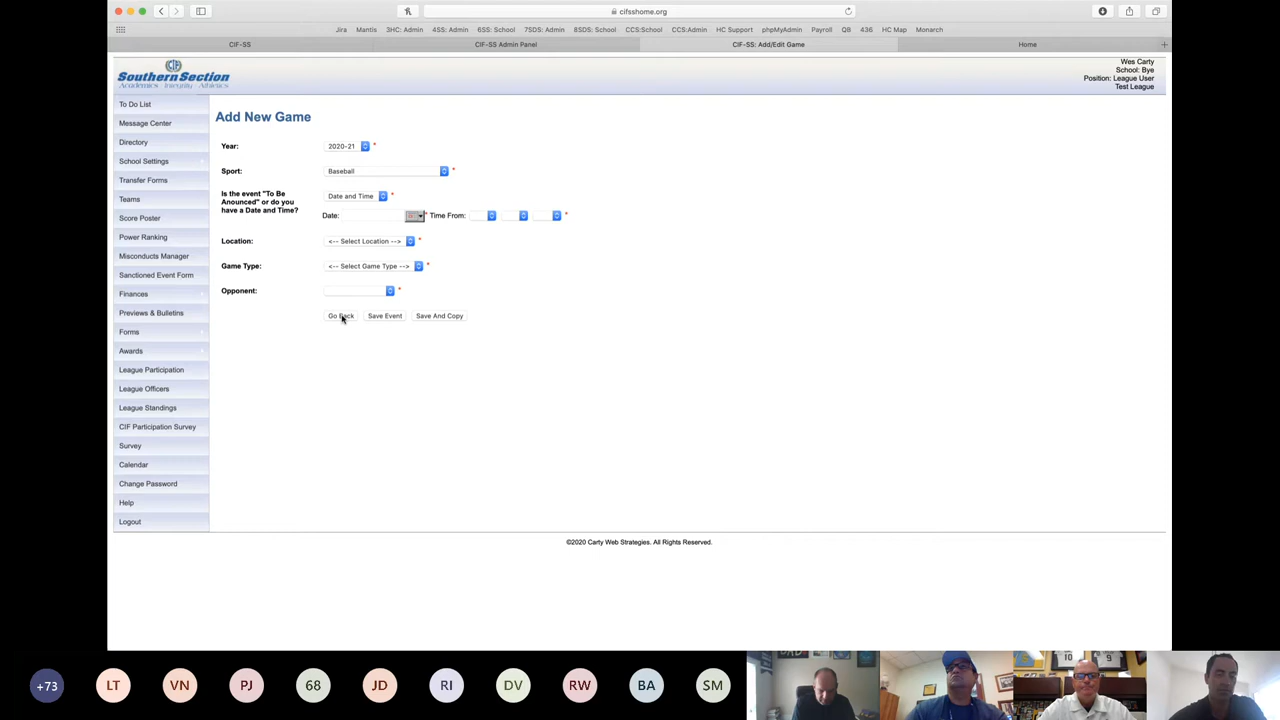 cifsshome.org
Jira Mantis 3HC: Admin 4SS: Admin 6SS: School 7SDS: Admin 8SDS: School CCS:School CCS:Admin HC Support phpMyAdmin Payroll QB 436 HC Map Monarch
CIF-SS CIF-SS Admin Panel CIF-SS: Add/Edit Game Home
CIF
Southern Section
Academics Integrity Athletics
Wes Carty
School: Bye
Position: League User
Test League
To Do List
Message Center
Directory
School Settings
Transfer Forms
Teams
Score Poster
Power Ranking
Misconducts Manager
Sanctioned Event Form
Finances
Previews & Bulletins
Forms
Awards
League Participation
League Officers
League Standings
CIF Participation Survey
Survey
Calendar
Change Password
Help
Logout
Add New Game
Year: 2020-21 *
Sport: Baseball *
Is the event "To Be
Anounced" or do you
have a Date and Time?
Date and Time *
Date: * Time From: *
Location: <-- Select Location --> *
Game Type: <-- Select Game Type --> *
Opponent: *
Go Back Save Event Save And Copy
©2020 Carty Web Strategies. All Rights Reserved.
+73 LT VN PJ 68 JD RI DV RW BA SM
10 9